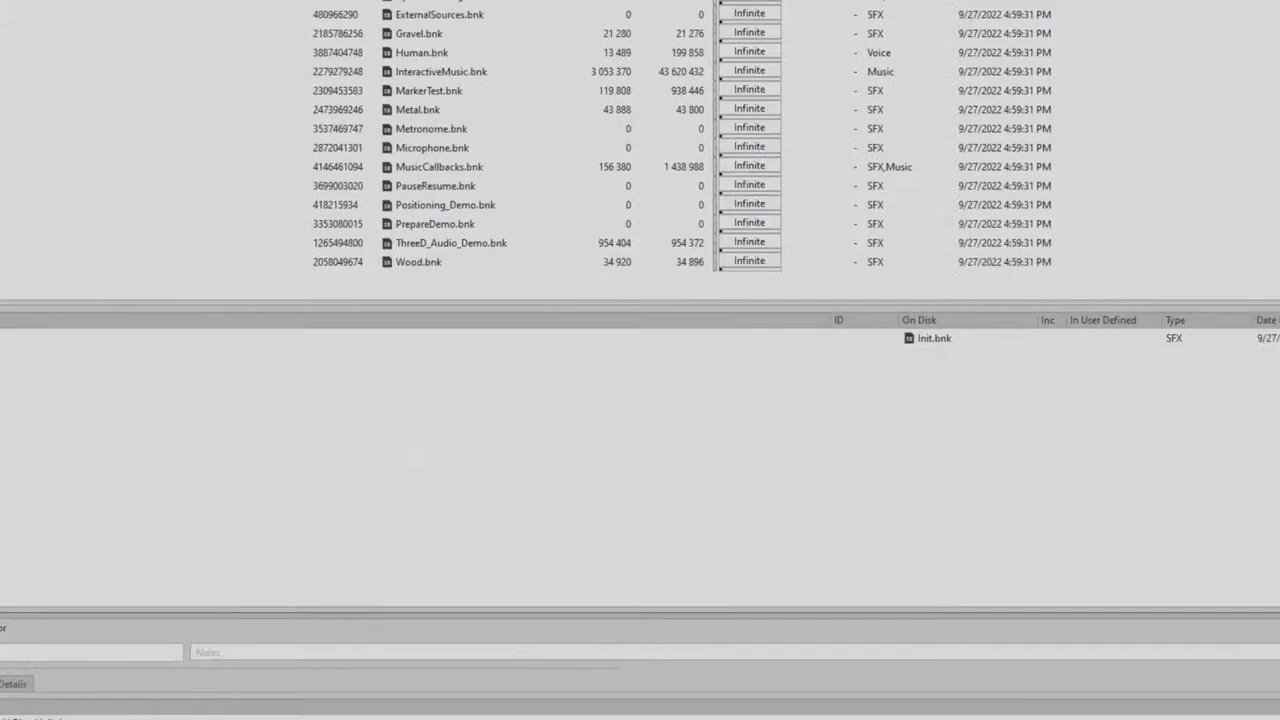 480966290 ExternalSources.bnk 0 0 Infinite - SFX 9/27/2022 4:59:31 PM
2185786256 Gravel.bnk 21 280 21 276 Infinite - SFX 9/27/2022 4:59:31 PM
3887404748 Human.bnk 13 489 199 858 Infinite - Voice 9/27/2022 4:59:31 PM
2279279248 InteractiveMusic.bnk 3 053 370 43 620 432 Infinite - Music 9/27/2022 4:59:31 PM
2309453583 MarkerTest.bnk 119 808 938 446 Infinite - SFX 9/27/2022 4:59:31 PM
2473969246 Metal.bnk 43 888 43 800 Infinite - SFX 9/27/2022 4:59:31 PM
3537469747 Metronome.bnk 0 0 Infinite - SFX 9/27/2022 4:59:31 PM
2872041301 Microphone.bnk 0 0 Infinite - SFX 9/27/2022 4:59:31 PM
4146461094 MusicCallbacks.bnk 156 380 1 438 988 Infinite - SFX,Music 9/27/2022 4:59:31 PM
3699003020 PauseResume.bnk 0 0 Infinite - SFX 9/27/2022 4:59:31 PM
418215934 Positioning_Demo.bnk 0 0 Infinite - SFX 9/27/2022 4:59:31 PM
3353080015 PrepareDemo.bnk 0 0 Infinite - SFX 9/27/2022 4:59:31 PM
1265494800 ThreeD_Audio_Demo.bnk 954 404 954 372 Infinite - SFX 9/27/2022 4:59:31 PM
2058049674 Wood.bnk 34 920 34 896 Infinite - SFX 9/27/2022 4:59:31 PM
ID On Disk Inc In User Defined Type Date
Init.bnk SFX 9/27/
or
Notes
Details